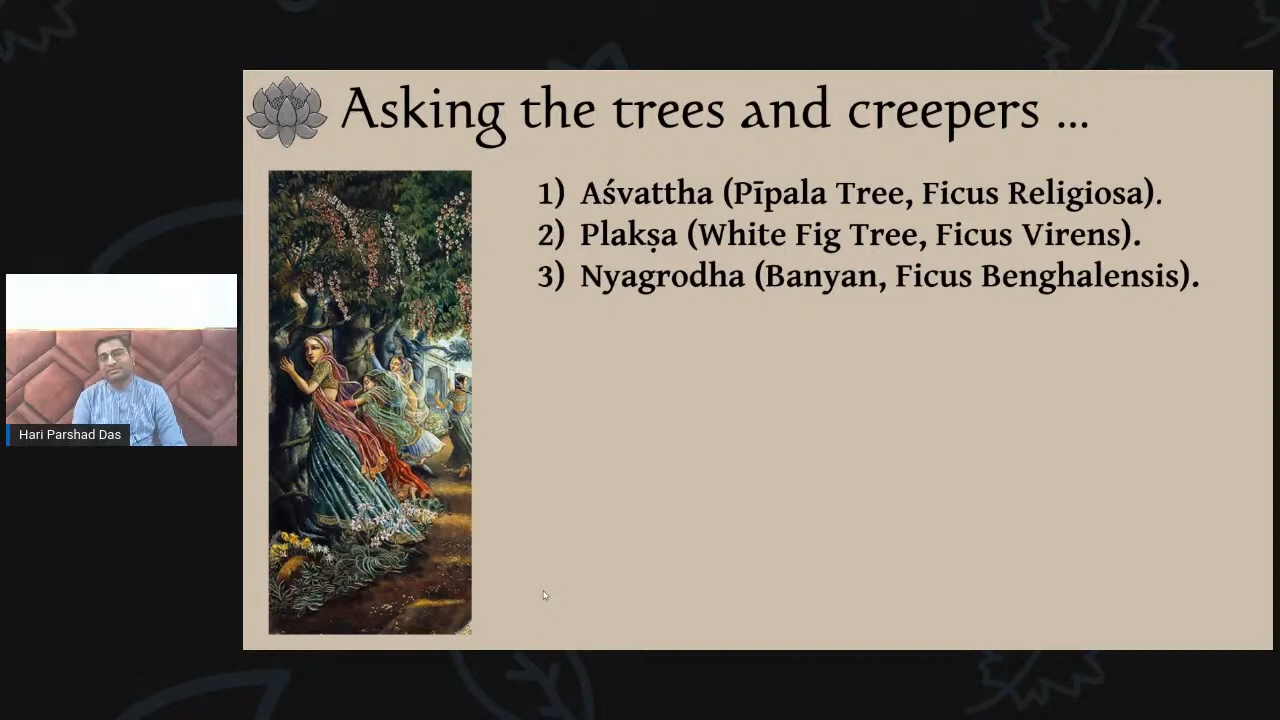 Asking the trees and creepers ...
1) Aśvattha (Pīpala Tree, Ficus Religiosa).
2) Plakṣa (White Fig Tree, Ficus Virens).
3) Nyagrodha (Banyan, Ficus Benghalensis).
Hari Parshad Das